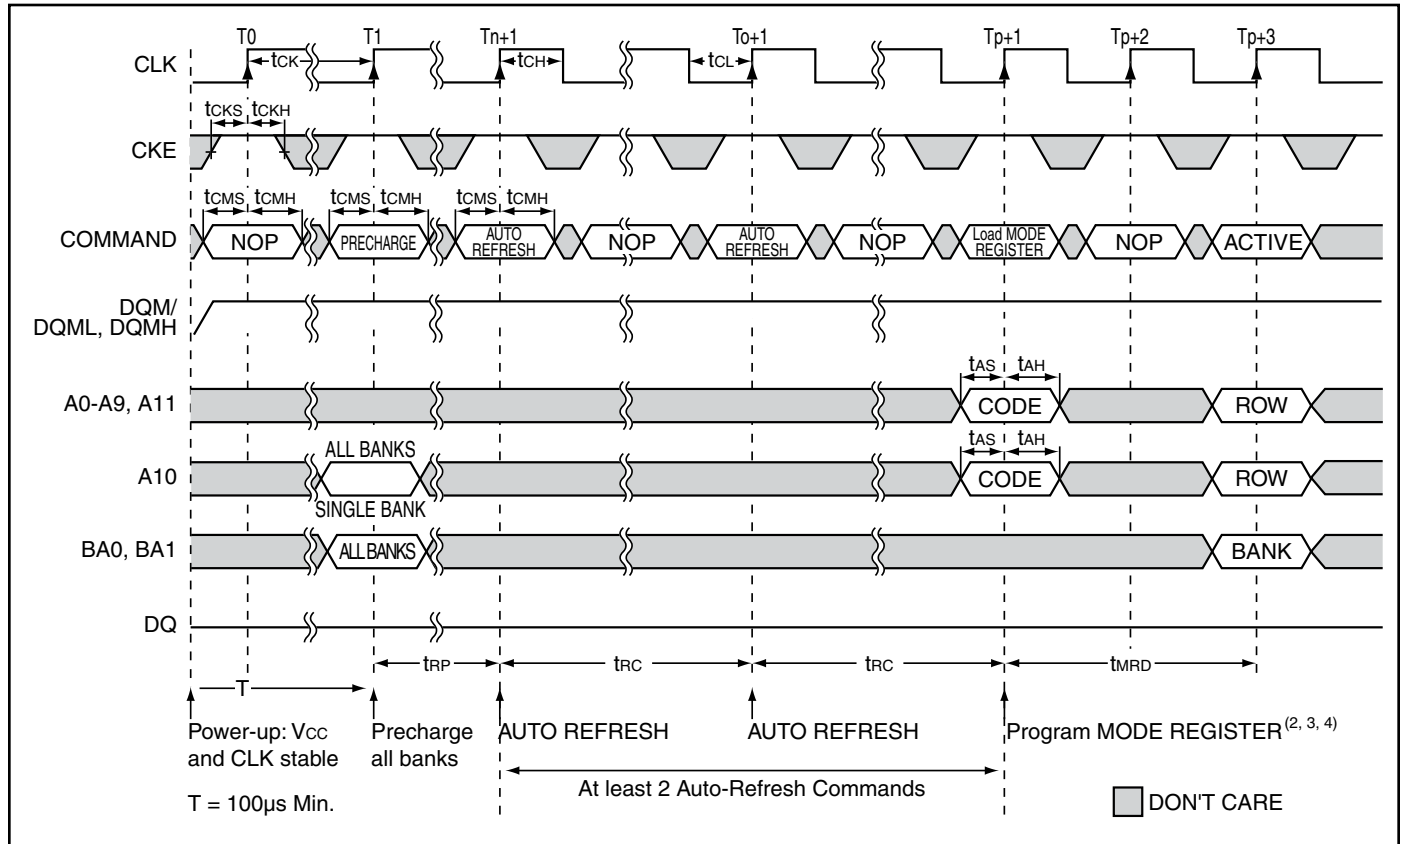 T0 T1 Tn+1 To+1 Tp+1 Tp+2 Tp+3
CLK tCK tCH tCL
tCKS tCKH
CKE
tCMS tCMH tCMS tCMH tCMS tCMH
COMMAND NOP PRECHARGE AUTO REFRESH NOP AUTO REFRESH NOP Load MODE REGISTER NOP ACTIVE
DQM/
DQML, DQMH
tAS tAH
A0-A9, A11 CODE ROW
ALL BANKS tAS tAH
A10 CODE ROW
SINGLE BANK
BA0, BA1 ALL BANKS BANK
DQ
tRP tRC tRC tMRD
T
Power-up: VCC Precharge AUTO REFRESH AUTO REFRESH Program MODE REGISTER(2, 3, 4)
and CLK stable all banks
At least 2 Auto-Refresh Commands
T = 100µs Min. DON'T CARE